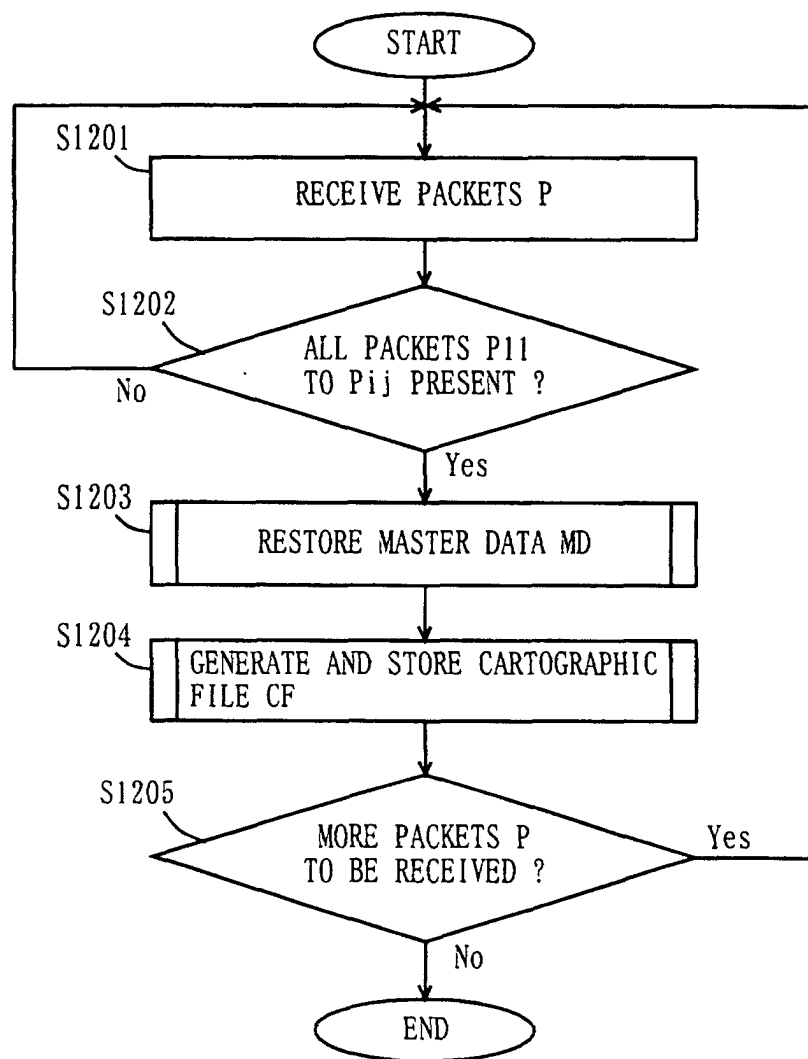 START
S1201
RECEIVE PACKETS P
S1202
ALL PACKETS P11
TO Pij PRESENT ?
No
Yes
S1203
RESTORE MASTER DATA MD
S1204
GENERATE AND STORE CARTOGRAPHIC
FILE CF
S1205
MORE PACKETS P
TO BE RECEIVED ?
Yes
No
END